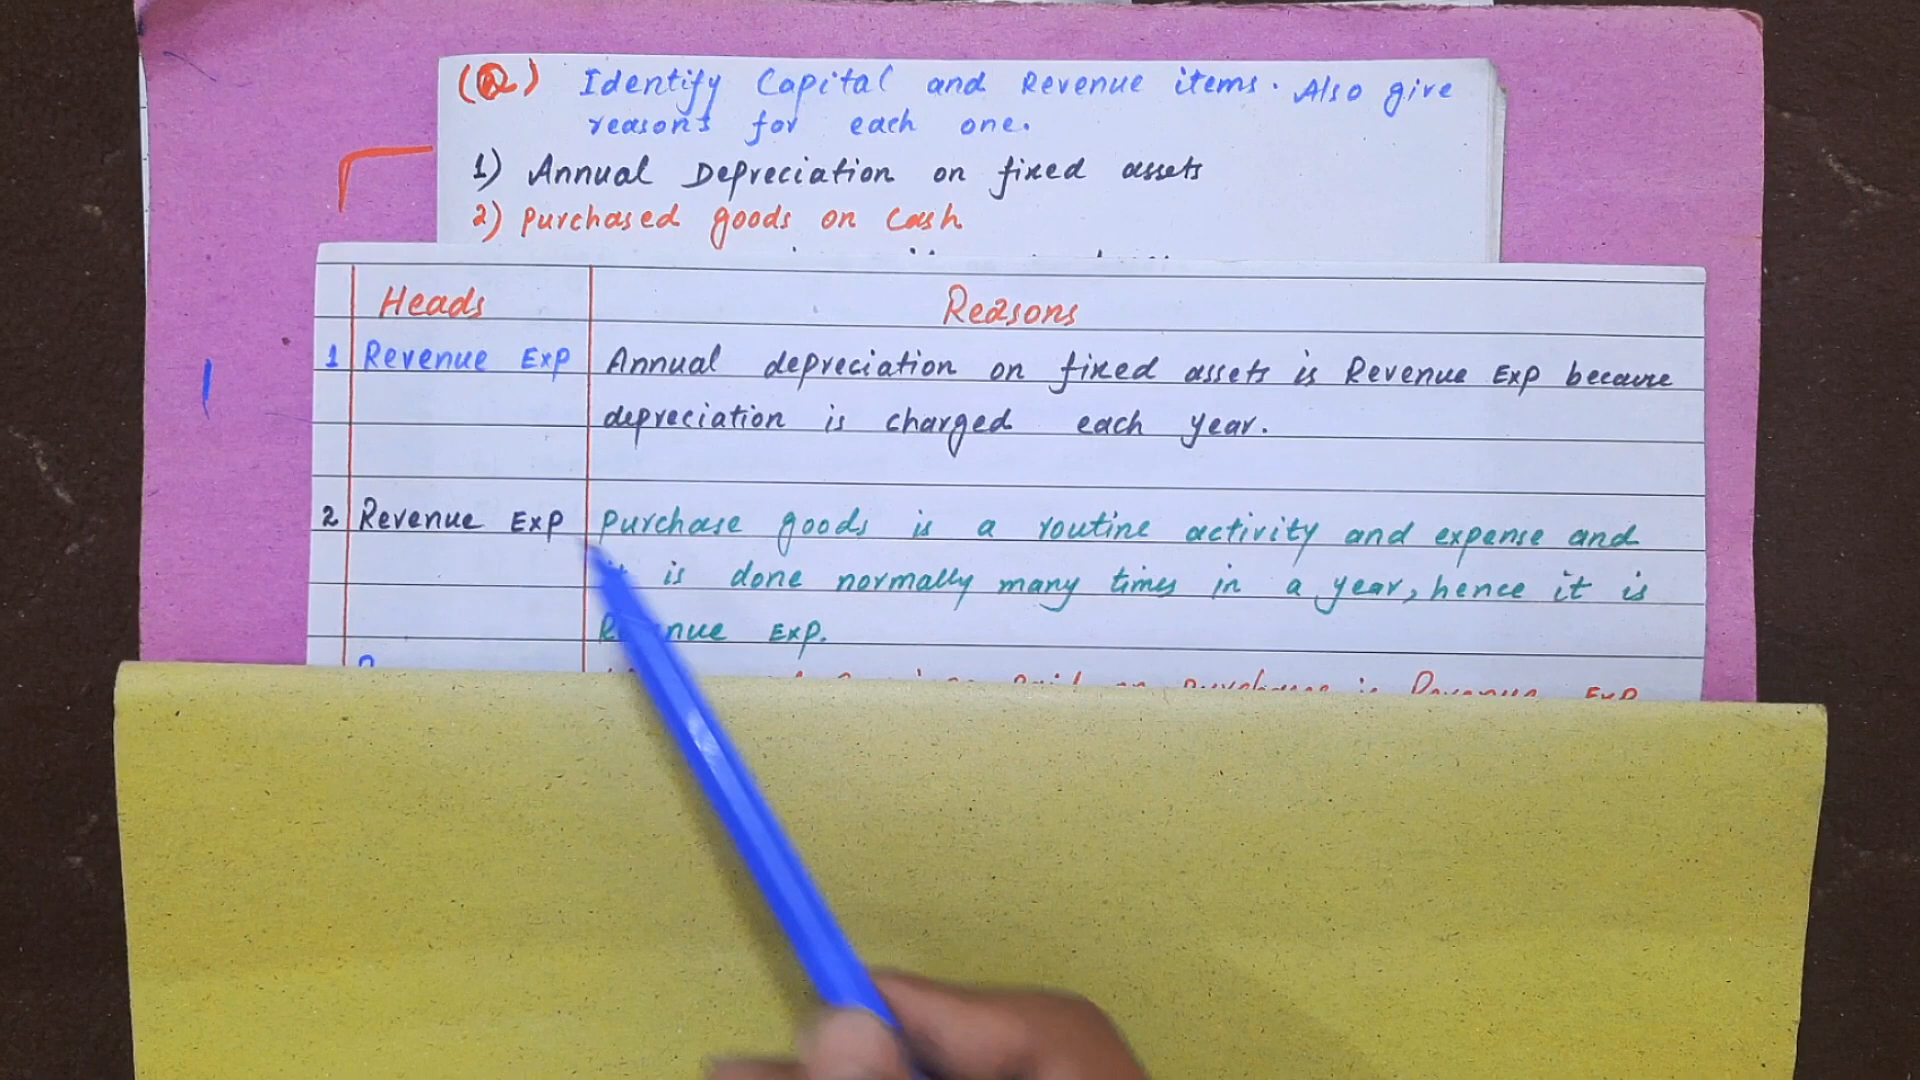 (Q) Identify Capital and Revenue items. Also give
reasons for each one.
1) Annual Depreciation on fixed assets
2) Purchased goods on Cash
Heads Reasons
1 Revenue Exp Annual depreciation on fixed assets is Revenue Exp because
depreciation is charged each year.
2 Revenue Exp Purchase goods is a routine activity and expense and
is done normally many times in a year, hence it is
Exp.